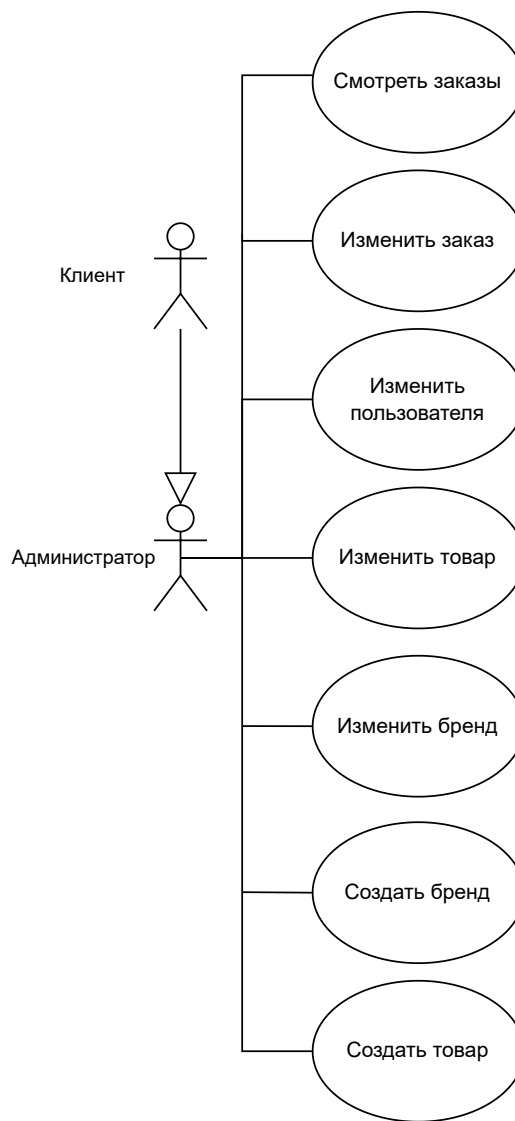 Смотреть заказы
Изменить заказ
Клиент
Изменить
пользователя
Администратор
Изменить товар
Изменить бренд
Создать бренд
Создать товар